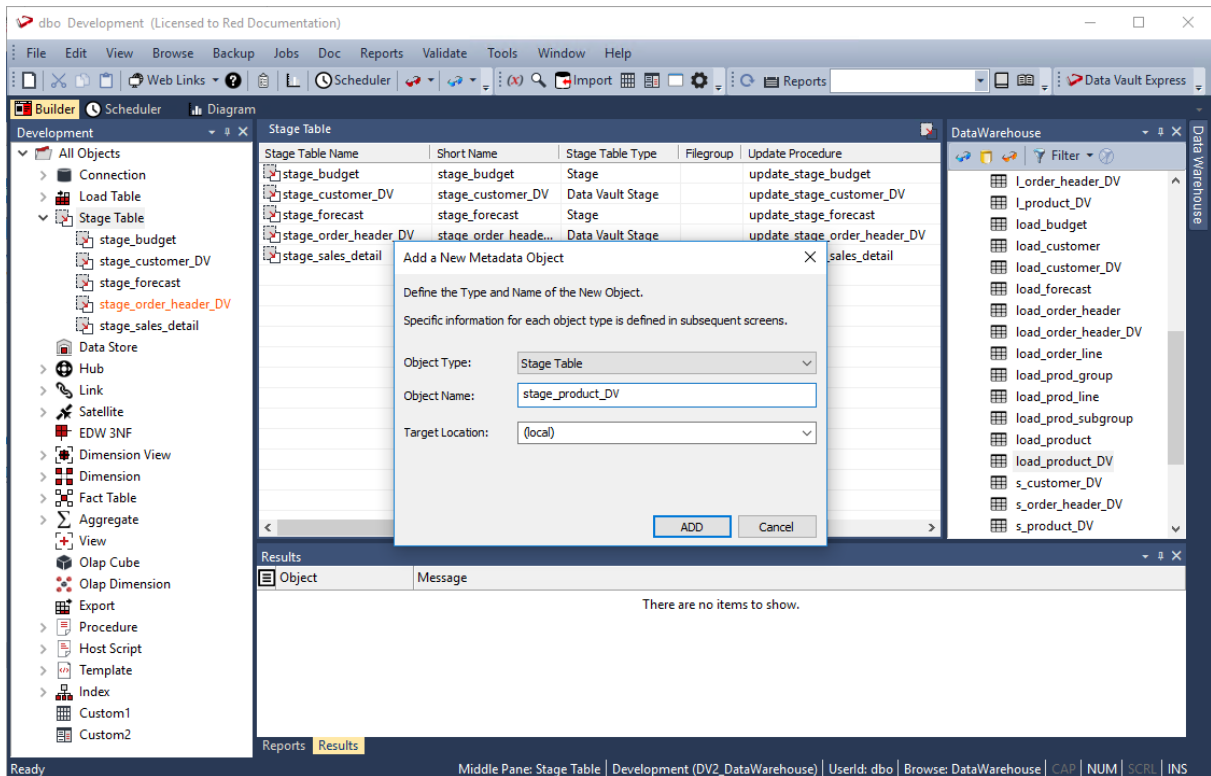 dbo Development (Licensed to Red Documentation)
File Edit View Browse Backup Jobs Doc Reports Validate Tools Window Help
Web Links Scheduler (x) Import Reports Data Vault Express
Builder Scheduler Diagram
Development
All Objects
Connection
Load Table
Stage Table
stage_budget
stage_customer_DV
stage_forecast
stage_order_header_DV
stage_sales_detail
Data Store
Hub
Link
Satellite
EDW 3NF
Dimension View
Dimension
Fact Table
Aggregate
View
Olap Cube
Olap Dimension
Export
Procedure
Host Script
Template
Index
Custom1
Custom2
Stage Table
Stage Table Name Short Name Stage Table Type Filegroup Update Procedure
stage_budget stage_budget Stage update_stage_budget
stage_customer_DV stage_customer_DV Data Vault Stage update_stage_customer_DV
stage_forecast stage_forecast Stage update_stage_forecast
stage_order_header_DV stage_order_heade... Data Vault Stage update_stage_order_header_DV
stage_sales_detail sales_detail
Add a New Metadata Object
Define the Type and Name of the New Object.
Specific information for each object type is defined in subsequent screens.
Object Type: Stage Table
Object Name: stage_product_DV
Target Location: (local)
ADD Cancel
DataWarehouse
Filter
l_order_header_DV
l_product_DV
load_budget
load_customer
load_customer_DV
load_forecast
load_order_header
load_order_header_DV
load_order_line
load_prod_group
load_prod_line
load_prod_subgroup
load_product
load_product_DV
s_customer_DV
s_order_header_DV
s_product_DV
Data Warehouse
Results
Object Message
There are no items to show.
Reports Results
Ready Middle Pane: Stage Table Development (DV2_DataWarehouse) UserId: dbo Browse: DataWarehouse CAP NUM SCRL INS